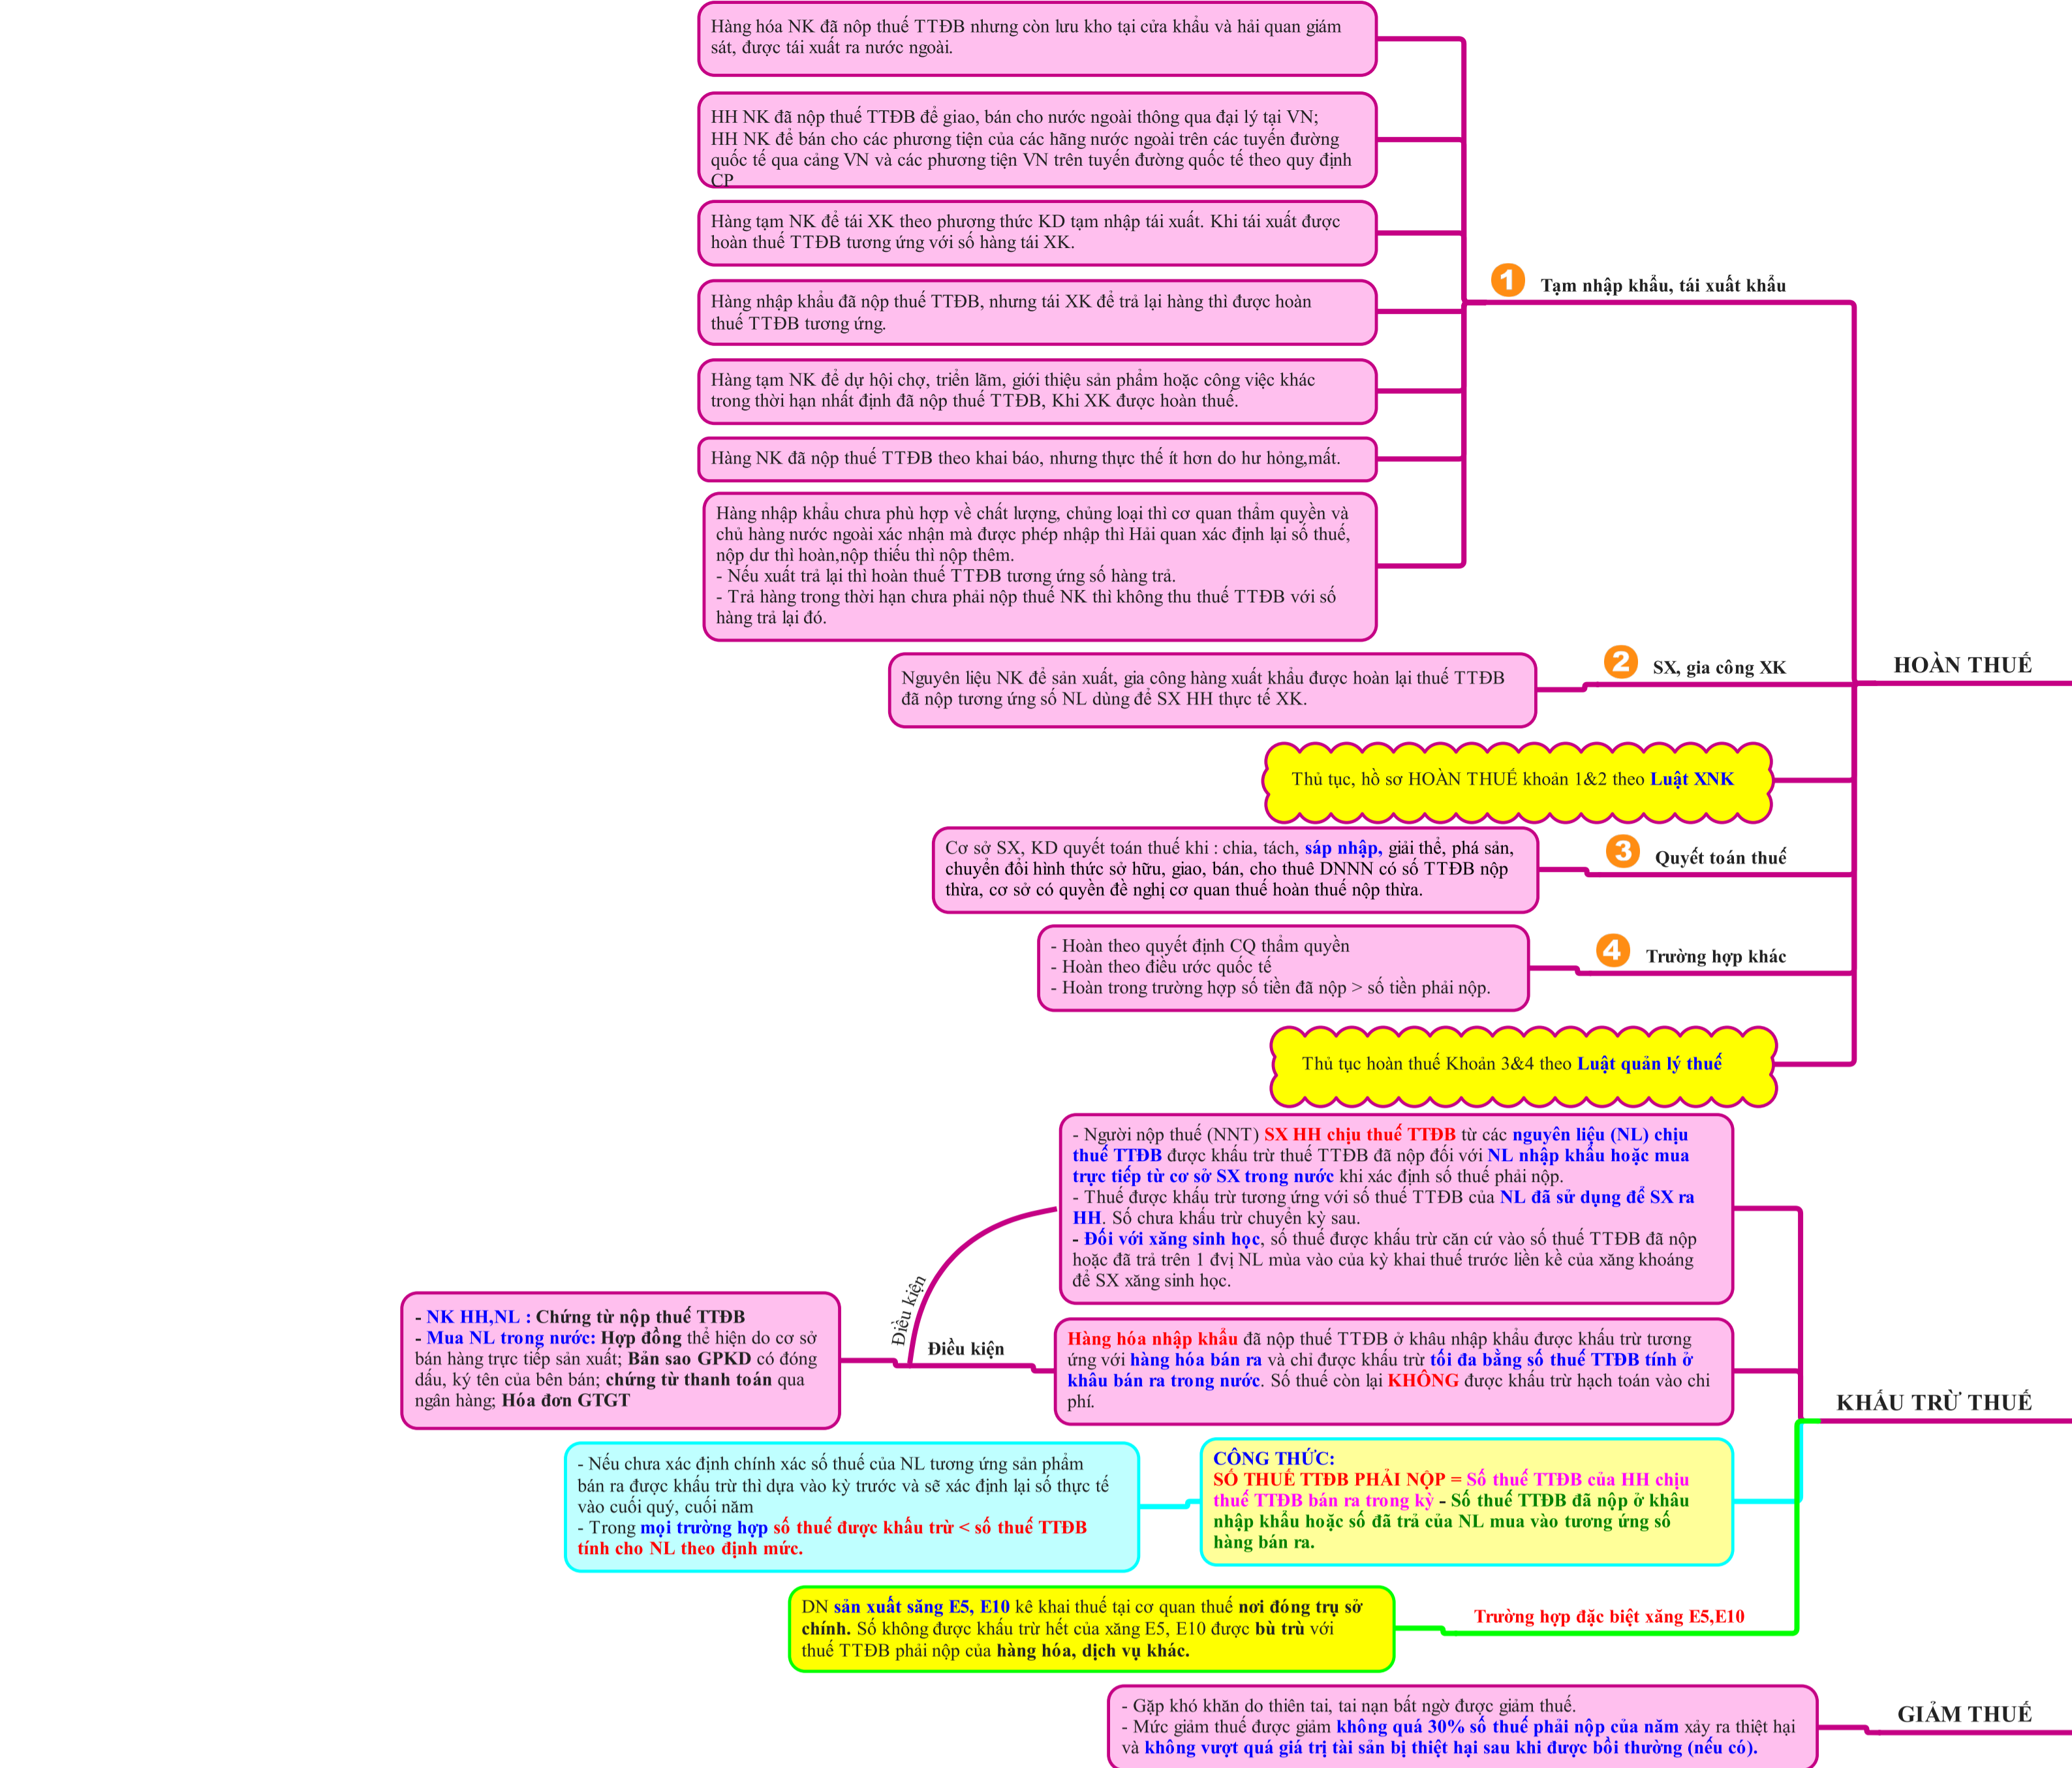 Hàng hóa NK đã nôp thuế TTĐB nhưng còn lưu kho tại cửa khẩu và hải quan giám
sát, được tái xuất ra nước ngoài.
HH NK đã nộp thuế TTĐB để giao, bán cho nước ngoài thông qua đại lý tại VN;
HH NK để bán cho các phương tiện của các hãng nước ngoài trên các tuyến đường
quốc tế qua cảng VN và các phương tiện VN trên tuyến đường quốc tế theo quy định
CP
Hàng tạm NK để tái XK theo phương thức KD tạm nhập tái xuất. Khi tái xuất được
hoàn thuế TTĐB tương ứng với số hàng tái XK.
1 Tạm nhập khẩu, tái xuất khẩu
Hàng nhập khẩu đã nộp thuế TTĐB, nhưng tái XK để trả lại hàng thì được hoàn
thuế TTĐB tương ứng.
Hàng tạm NK để dự hội chợ, triển lãm, giới thiệu sản phẩm hoặc công việc khác
trong thời hạn nhất định đã nộp thuế TTĐB, Khi XK được hoàn thuế.
Hàng NK đã nộp thuế TTĐB theo khai báo, nhưng thực thế ít hơn do hư hỏng,mất.
Hàng nhập khẩu chưa phù hợp về chất lượng, chủng loại thì cơ quan thẩm quyền và
chủ hàng nước ngoài xác nhận mà được phép nhập thì Hải quan xác định lại số thuế,
nộp dư thì hoàn,nộp thiếu thì nộp thêm.
- Nếu xuất trả lại thì hoàn thuế TTĐB tương ứng số hàng trả.
- Trả hàng trong thời hạn chưa phải nộp thuế NK thì không thu thuế TTĐB với số
hàng trả lại đó.
HOÀN THUẾ
2 SX, gia công XK
Nguyên liệu NK để sản xuất, gia công hàng xuất khẩu được hoàn lại thuế TTĐB
đã nộp tương ứng số NL dùng để SX HH thực tế XK.
Thủ tục, hồ sơ HOÀN THUẾ khoản 1&2 theo Luật XNK
3 Quyết toán thuế
Cơ sở SX, KD quyết toán thuế khi : chia, tách, sáp nhập, giải thể, phá sản,
chuyển đổi hình thức sở hữu, giao, bán, cho thuê DNNN có số TTĐB nộp
thừa, cơ sở có quyền đề nghị cơ quan thuế hoàn thuế nộp thừa.
4 Trường hợp khác
- Hoàn theo quyết định CQ thẩm quyền
- Hoàn theo điều ước quốc tế
- Hoàn trong trường hợp số tiền đã nộp > số tiền phải nộp.
Thủ tục hoàn thuế Khoản 3&4 theo Luật quản lý thuế
- Người nộp thuế (NNT) SX HH chịu thuế TTĐB từ các nguyên liệu (NL) chịu
thuế TTĐB được khấu trừ thuế TTĐB đã nộp đối với NL nhập khẩu hoặc mua
trực tiếp từ cơ sở SX trong nước khi xác định số thuế phải nộp.
- Thuế được khấu trừ tương ứng với số thuế TTĐB của NL đã sử dụng để SX ra
HH. Số chưa khấu trừ chuyển kỳ sau.
- Đối với xăng sinh học, số thuế được khấu trừ căn cứ vào số thuế TTĐB đã nộp
hoặc đã trả trên 1 đvị NL mùa vào của kỳ khai thuế trước liền kề của xăng khoáng
để SX xăng sinh học.
Điều kiện
Điều kiện
- NK HH,NL : Chứng từ nộp thuế TTĐB
- Mua NL trong nước: Hợp đồng thể hiện do cơ sở
bán hàng trực tiếp sản xuất; Bản sao GPKD có đóng
dấu, ký tên của bên bán; chứng từ thanh toán qua
ngân hàng; Hóa đơn GTGT
Hàng hóa nhập khẩu đã nộp thuế TTĐB ở khâu nhập khẩu được khấu trừ tương
ứng với hàng hóa bán ra và chỉ được khấu trừ tối đa bằng số thuế TTĐB tính ở
khâu bán ra trong nước. Số thuế còn lại KHÔNG được khấu trừ hạch toán vào chi
phí.
KHẤU TRỪ THUẾ
CÔNG THỨC:
SỐ THUẾ TTĐB PHẢI NỘP = Số thuế TTĐB của HH chịu
thuế TTĐB bán ra trong kỳ - Số thuế TTĐB đã nộp ở khâu
nhập khẩu hoặc số đã trả của NL mua vào tương ứng số
hàng bán ra.
- Nếu chưa xác định chính xác số thuế của NL tương ứng sản phẩm
bán ra được khấu trừ thì dựa vào kỳ trước và sẽ xác định lại số thực tế
vào cuối quý, cuối năm
- Trong mọi trường hợp số thuế được khấu trừ < số thuế TTĐB
tính cho NL theo định mức.
Trường hợp đặc biệt xăng E5,E10
DN sản xuất săng E5, E10 kê khai thuế tại cơ quan thuế nơi đóng trụ sở
chính. Số không được khấu trừ hết của xăng E5, E10 được bù trù với
thuế TTĐB phải nộp của hàng hóa, dịch vụ khác.
GIẢM THUẾ
- Gặp khó khăn do thiên tai, tai nạn bất ngờ được giảm thuế.
- Mức giảm thuế được giảm không quá 30% số thuế phải nộp của năm xảy ra thiệt hại
và không vượt quá giá trị tài sản bị thiệt hại sau khi được bồi thường (nếu có).